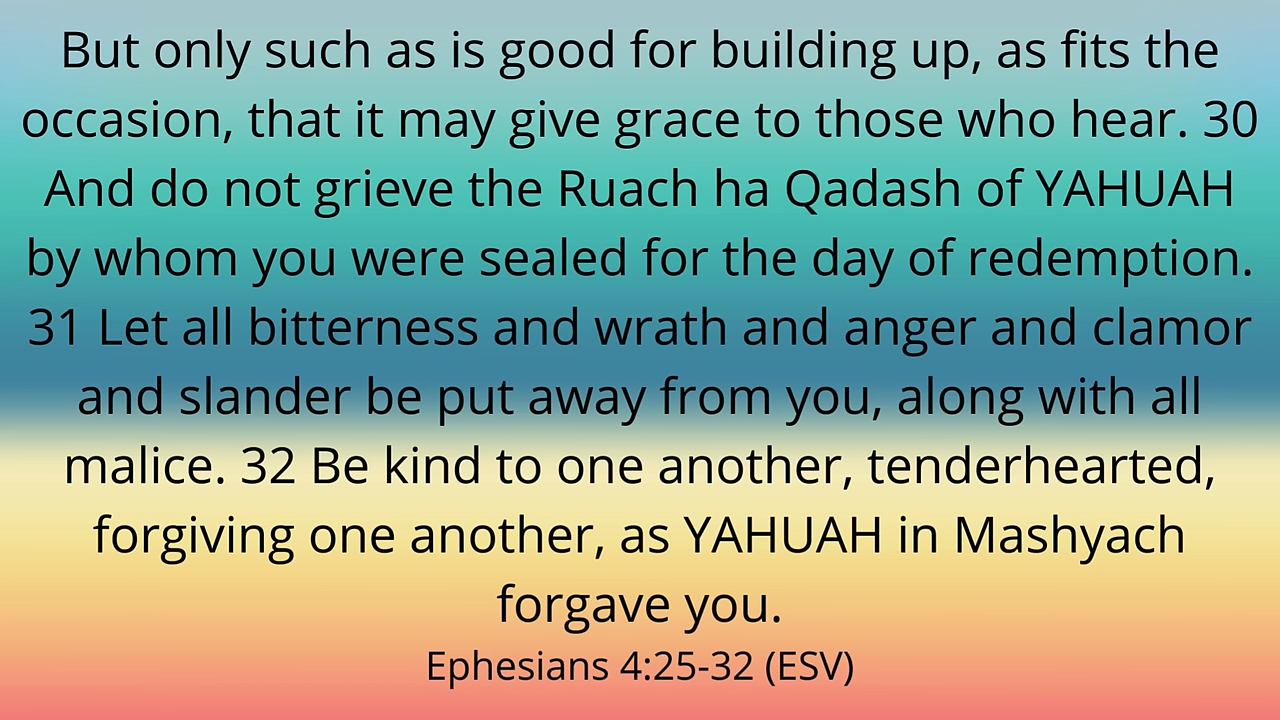 But only such as is good for building up, as fits the
occasion, that it may give grace to those who hear. 30
And do not grieve the Ruach ha Qadash of YAHUAH
by whom you were sealed for the day of redemption.
31 Let all bitterness and wrath and anger and clamor
and slander be put away from you, along with all
malice. 32 Be kind to one another, tenderhearted,
forgiving one another, as YAHUAH in Mashyach
forgave you.
Ephesians 4:25-32 (ESV)